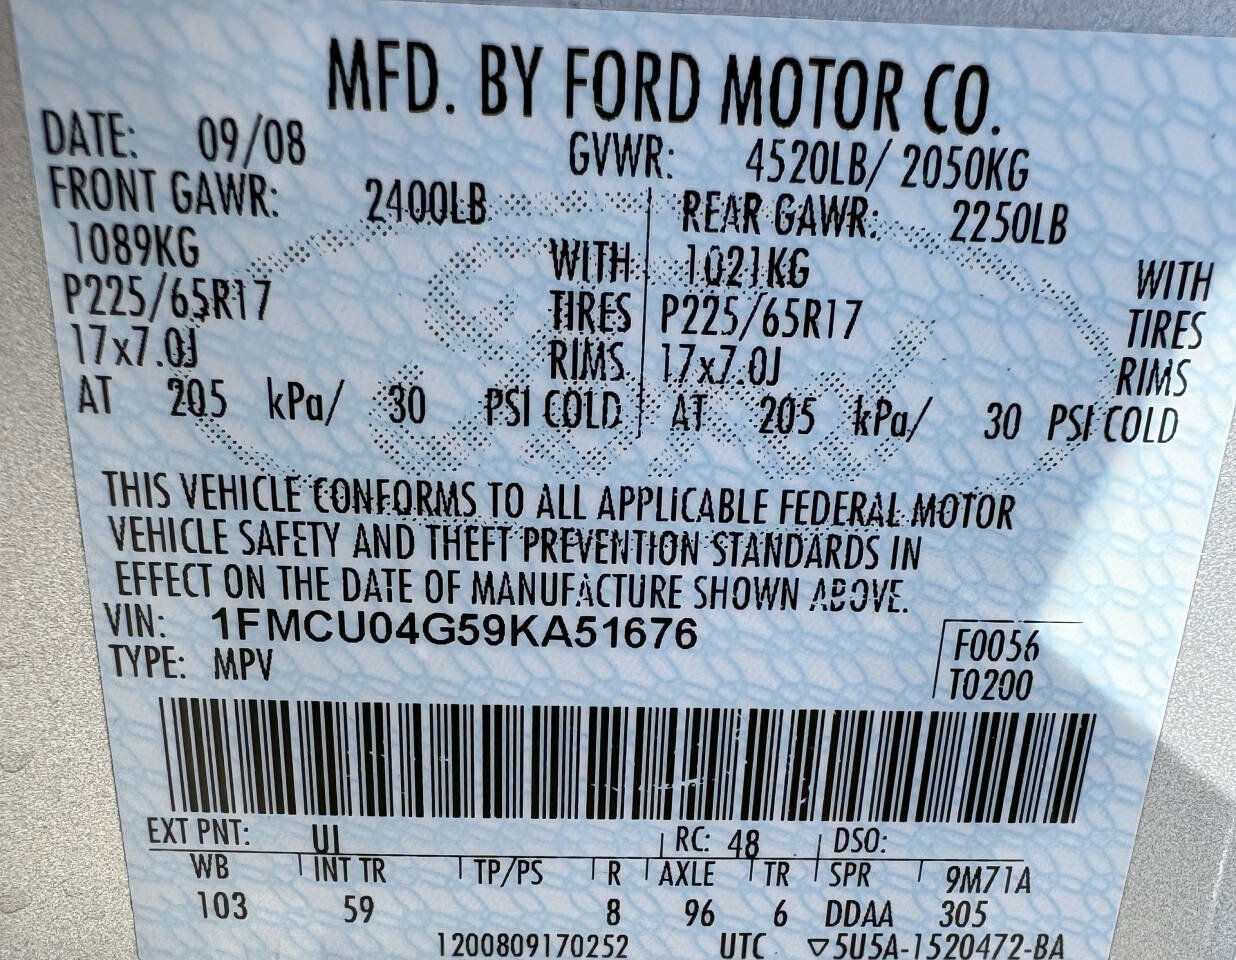 MFD. BY FORD MOTOR CO.
DATE: 09/08 GVWR: 4520LB/ 2050KG
FRONT GAWR: 2400LB REAR GAWR: 2250LB
1089KG WITH 1021KG WITH
P225/65R17 TIRES P225/65R17 TIRES
17x7.0J RIMS 17x7.0J RIMS
AT 205 kPa/ 30 PSI COLD AT 205 kPa/ 30 PSI COLD
THIS VEHICLE CONFORMS TO ALL APPLICABLE FEDERAL MOTOR
VEHICLE SAFETY AND THEFT PREVENTION STANDARDS IN
EFFECT ON THE DATE OF MANUFACTURE SHOWN ABOVE.
VIN: 1FMCU04G59KA51676
F0056
TYPE: MPV
T0200
EXT PNT: UI RC: 48 DSO:
WB INT TR TP/PS R AXLE TR SPR 9M71A
103 59 8 96 6 DDAA 305
1200809170252 UTC ▽5U5A-1520472-BA